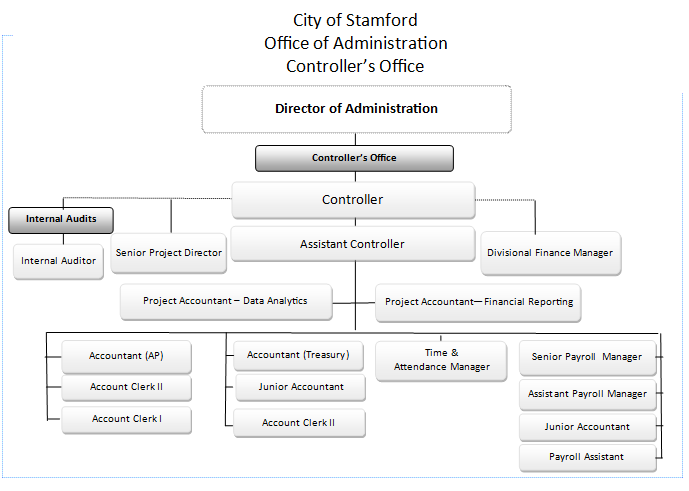 City of Stamford
Office of Administration
Controller's Office
Director of Administration
Controller's Office
Controller
Internal Audits
Assistant Controller
Internal Auditor
Senior Project Director
Divisional Finance Manager
Project Accountant – Data Analytics
Project Accountant—Financial Reporting
Accountant (AP)
Account Clerk II
Account Clerk I
Accountant (Treasury)
Junior Accountant
Account Clerk II
Time &
Attendance Manager
Senior Payroll Manager
Assistant Payroll Manager
Junior Accountant
Payroll Assistant